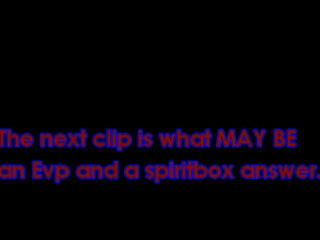 The next clip is what MAY BE
an Evp and a spiritbox answer.